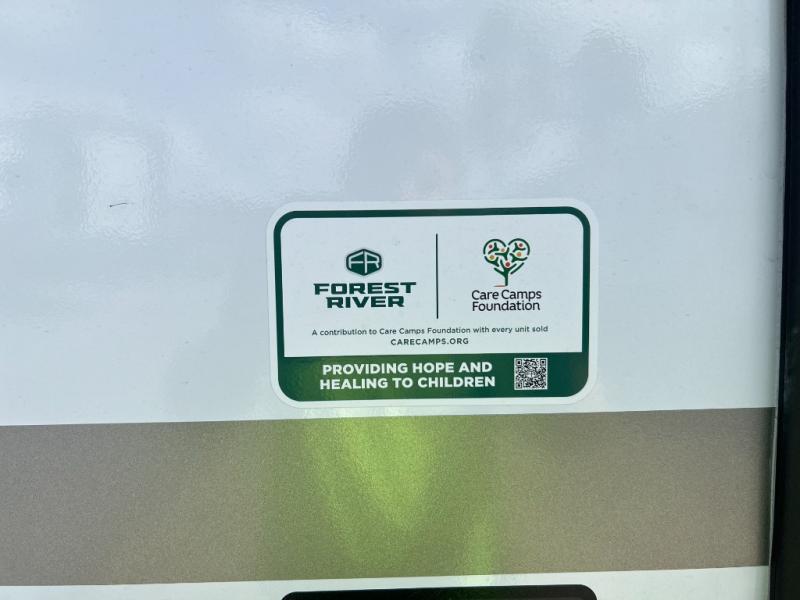 FR
FOREST
RIVER
Care Camps
Foundation
A contribution to Care Camps Foundation with every unit sold
CARECAMPS.ORG
PROVIDING HOPE AND
HEALING TO CHILDREN